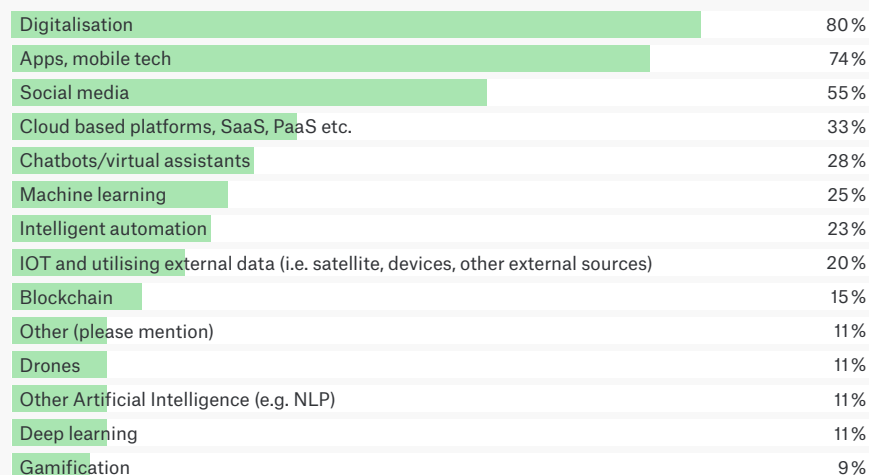 Digitalisation 80%
Apps, mobile tech 74%
Social media 55%
Cloud based platforms, SaaS, PaaS etc. 33%
Chatbots/virtual assistants 28%
Machine learning 25%
Intelligent automation 23%
IOT and utilising external data (i.e. satellite, devices, other external sources) 20%
Blockchain 15%
Other (please mention) 11%
Drones 11%
Other Artificial Intelligence (e.g. NLP) 11%
Deep learning 11%
Gamification 9%